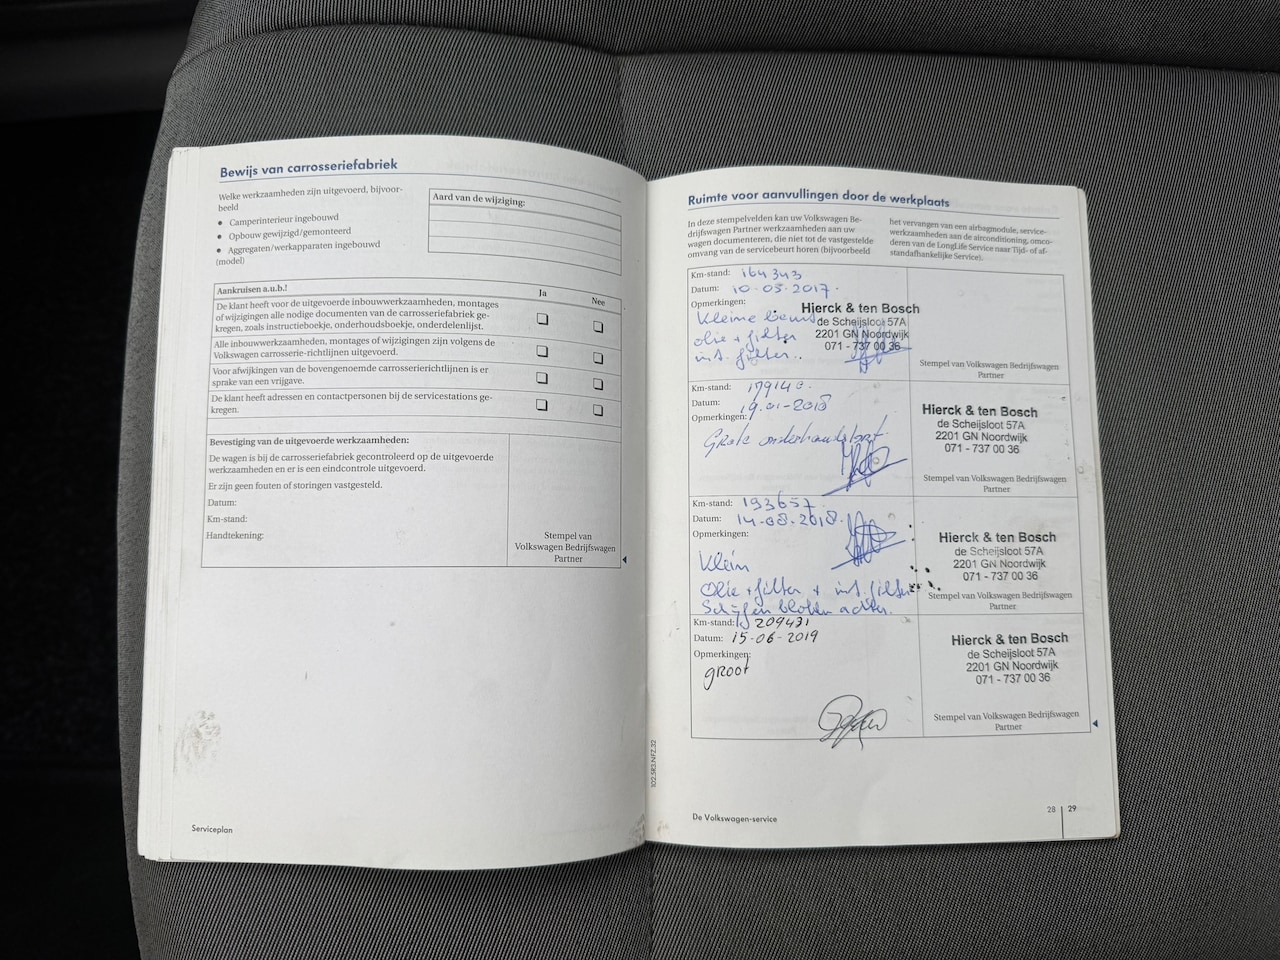 Bewijs van carrosseriefabriek
Welke werkzaamheden zijn uitgevoerd, bijvoor-
beeld
• Camperinterieur ingebouwd
• Opbouw gewijzigd/gemonteerd
• Aggregaten/werkapparaten ingebouwd
(model)
Aard van de wijziging:
Aankruisen a.u.b.!
Ja
Nee
De klant heeft voor de uitgevoerde inbouwwerkzaamheden, montages
of wijzigingen alle nodige documenten van de carrosseriefabriek ge-
kregen, zoals instructieboekje, onderhoudsboekje, onderdelenlijst.
Alle inbouwwerkzaamheden, montages of wijzigingen zijn volgens de
Volkswagen carrosserie-richtlijnen uitgevoerd.
Voor afwijkingen van de bovengenoemde carrosserierichtlijnen is er
sprake van een vrijgave.
De klant heeft adressen en contactpersonen bij de servicestations ge-
kregen.
Bevestiging van de uitgevoerde werkzaamheden:
De wagen is bij de carrosseriefabriek gecontroleerd op de uitgevoerde
werkzaamheden en er is een eindcontrole uitgevoerd.
Er zijn geen fouten of storingen vastgesteld.
Datum:
Km-stand:
Handtekening:
Stempel van
Volkswagen Bedrijfswagen
Partner
Serviceplan
Ruimte voor aanvullingen door de werkplaats
In deze stempelvelden kan uw Volkswagen Be-
drijfswagen Partner werkzaamheden aan uw
wagen documenteren, die niet tot de vastgestelde
omvang van de servicebeurt horen (bijvoorbeeld
het vervangen van een airbagmodule, service-
werkzaamheden aan de airconditioning, omco-
deren van de LongLife Service naar Tijd- of af-
standafhankelijke Service).
Km-stand: 164343
Datum: 10-05-2017.
Opmerkingen:
Kleine beurt
olie + filter
int. filter.
Hierck & ten Bosch
de Scheijsloot 57A
2201 GN Noordwijk
071 - 737 00 36
Stempel van Volkswagen Bedrijfswagen
Partner
Km-stand: 179140.
Datum: 19-01-2018
Opmerkingen:
Grote onderhoudsbeurt.
Hierck & ten Bosch
de Scheijsloot 57A
2201 GN Noordwijk
071 - 737 00 36
Stempel van Volkswagen Bedrijfswagen
Partner
Km-stand: 193657.
Datum: 14-08-2018.
Opmerkingen:
Klein
Olie + filter + int. filter
Schijfen blokken achter.
Hierck & ten Bosch
de Scheijsloot 57A
2201 GN Noordwijk
071 - 737 00 36
Stempel van Volkswagen Bedrijfswagen
Partner
Km-stand: 209431
Datum: 15-06-2019
Opmerkingen:
groot
Hierck & ten Bosch
de Scheijsloot 57A
2201 GN Noordwijk
071 - 737 00 36
Stempel van Volkswagen Bedrijfswagen
Partner
102.5R3.NFZ.32
De Volkswagen-service
28 | 29